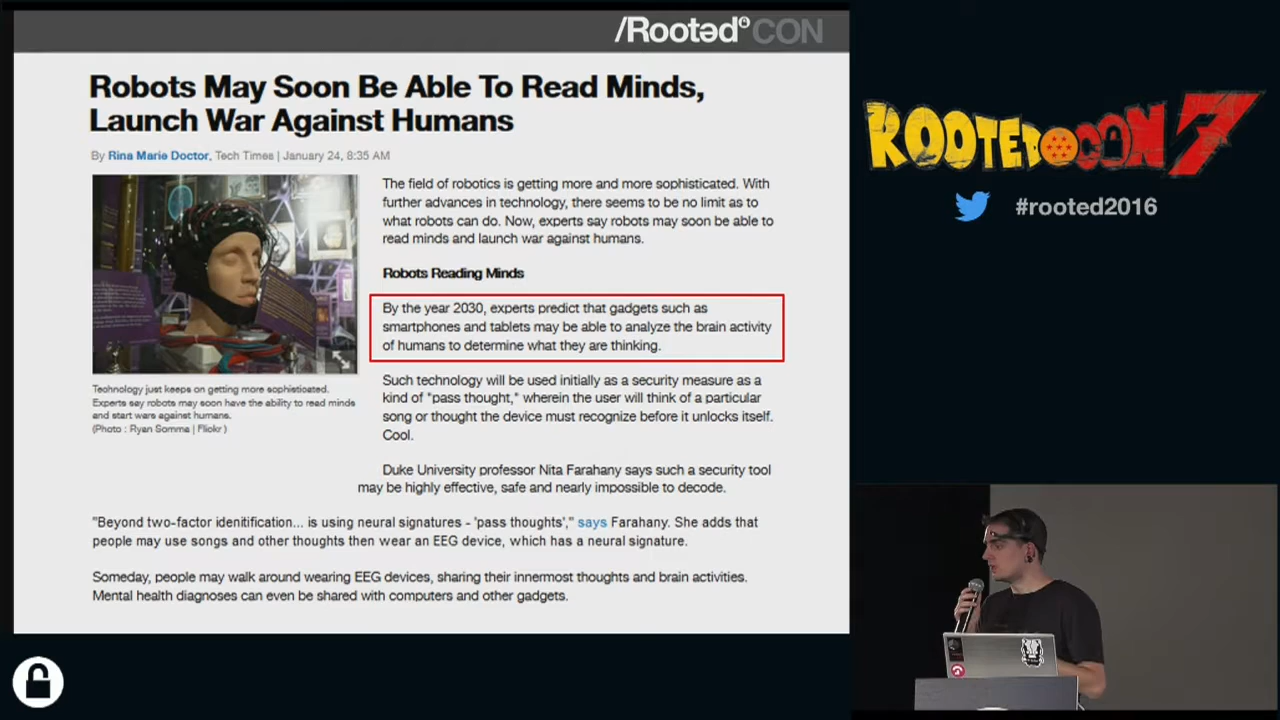 /RootedCON
Robots May Soon Be Able To Read Minds,
Launch War Against Humans
By Rina Marie Doctor, Tech Times | January 24, 8:35 AM
The field of robotics is getting more and more sophisticated. With
further advances in technology, there seems to be no limit as to
what robots can do. Now, experts say robots may soon be able to
read minds and launch war against humans.
Robots Reading Minds
By the year 2030, experts predict that gadgets such as
smartphones and tablets may be able to analyze the brain activity
of humans to determine what they are thinking.
Technology just keeps on getting more sophisticated.
Experts say robots may soon have the ability to read minds
and start wars against humans.
(Photo : Ryan Somma | Flickr )
Such technology will be used initially as a security measure as a
kind of "pass thought," wherein the user will think of a particular
song or thought the device must recognize before it unlocks itself.
Cool.
Duke University professor Nita Farahany says such a security tool
may be highly effective, safe and nearly impossible to decode.
"Beyond two-factor idenitification... is using neural signatures - 'pass thoughts'," says Farahany. She adds that
people may use songs and other thoughts then wear an EEG device, which has a neural signature.
Someday, people may walk around wearing EEG devices, sharing their innermost thoughts and brain activities.
Mental health diagnoses can even be shared with computers and other gadgets.
ROOTEDCON 7
#rooted2016